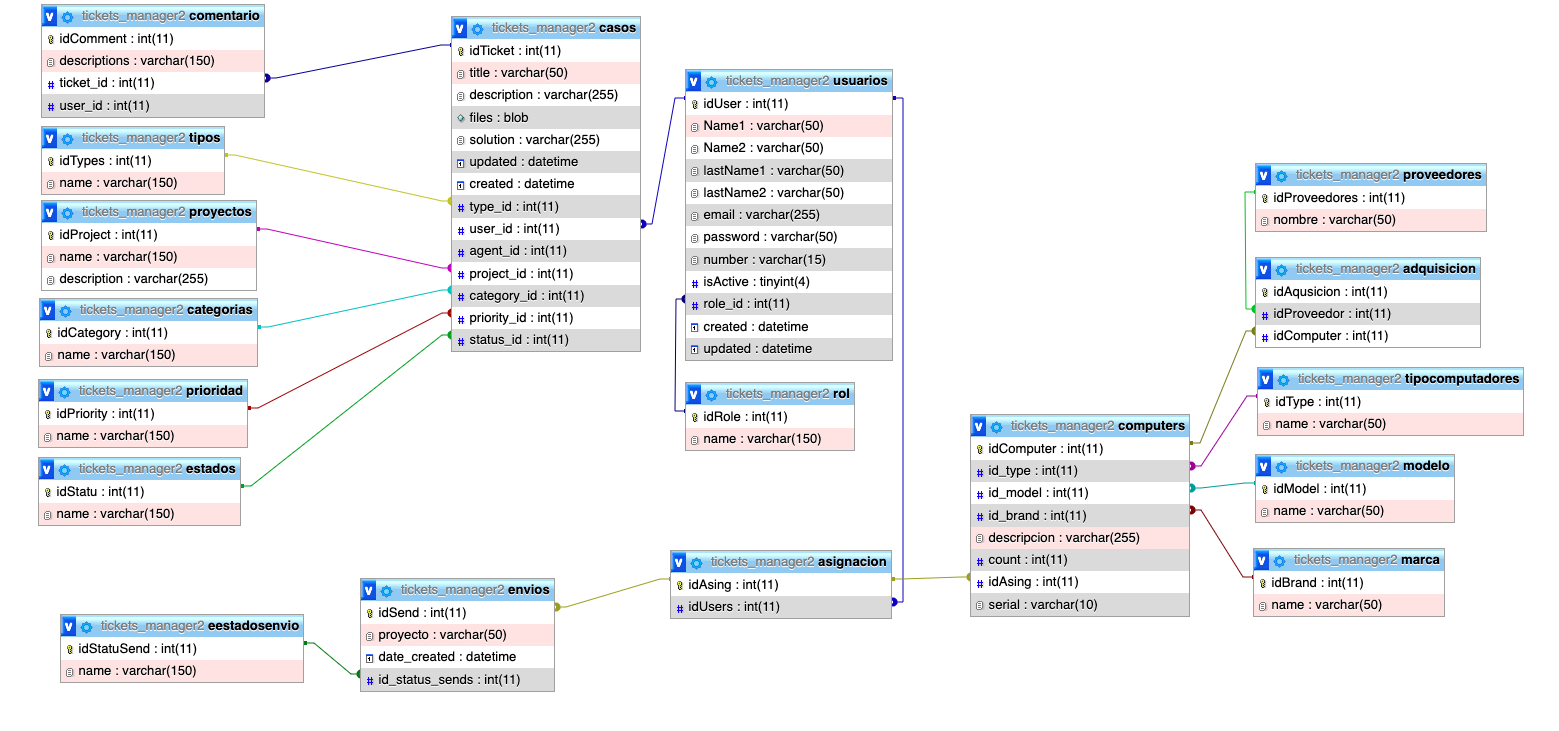 tickets_manager2 comentario
idComment : int(11)
descriptions : varchar(150)
ticket_id : int(11)
user_id : int(11)
tickets_manager2 tipos
idTypes : int(11)
name : varchar(150)
tickets_manager2 proyectos
idProject : int(11)
name : varchar(150)
description : varchar(255)
tickets_manager2 categorias
idCategory : int(11)
name : varchar(150)
tickets_manager2 prioridad
idPriority : int(11)
name : varchar(150)
tickets_manager2 estados
idStatu : int(11)
name : varchar(150)
tickets_manager2 eestadosenvio
idStatuSend : int(11)
name : varchar(150)
tickets_manager2 envios
idSend : int(11)
proyecto : varchar(50)
date_created : datetime
id_status_sends : int(11)
tickets_manager2 casos
idTicket : int(11)
title : varchar(50)
description : varchar(255)
files : blob
solution : varchar(255)
updated : datetime
created : datetime
type_id : int(11)
user_id : int(11)
agent_id : int(11)
project_id : int(11)
category_id : int(11)
priority_id : int(11)
status_id : int(11)
tickets_manager2 usuarios
idUser : int(11)
Name1 : varchar(50)
Name2 : varchar(50)
lastName1 : varchar(50)
lastName2 : varchar(50)
email : varchar(255)
password : varchar(50)
number : varchar(15)
isActive : tinyint(4)
role_id : int(11)
created : datetime
updated : datetime
tickets_manager2 rol
idRole : int(11)
name : varchar(150)
tickets_manager2 asignacion
idAsing : int(11)
idUsers : int(11)
tickets_manager2 computers
idComputer : int(11)
id_type : int(11)
id_model : int(11)
id_brand : int(11)
descripcion : varchar(255)
count : int(11)
idAsing : int(11)
serial : varchar(10)
tickets_manager2 proveedores
idProveedores : int(11)
nombre : varchar(50)
tickets_manager2 adquisicion
idAqusicion : int(11)
idProveedor : int(11)
idComputer : int(11)
tickets_manager2 tipocomputadores
idType : int(11)
name : varchar(50)
tickets_manager2 modelo
idModel : int(11)
name : varchar(50)
tickets_manager2 marca
idBrand : int(11)
name : varchar(50)